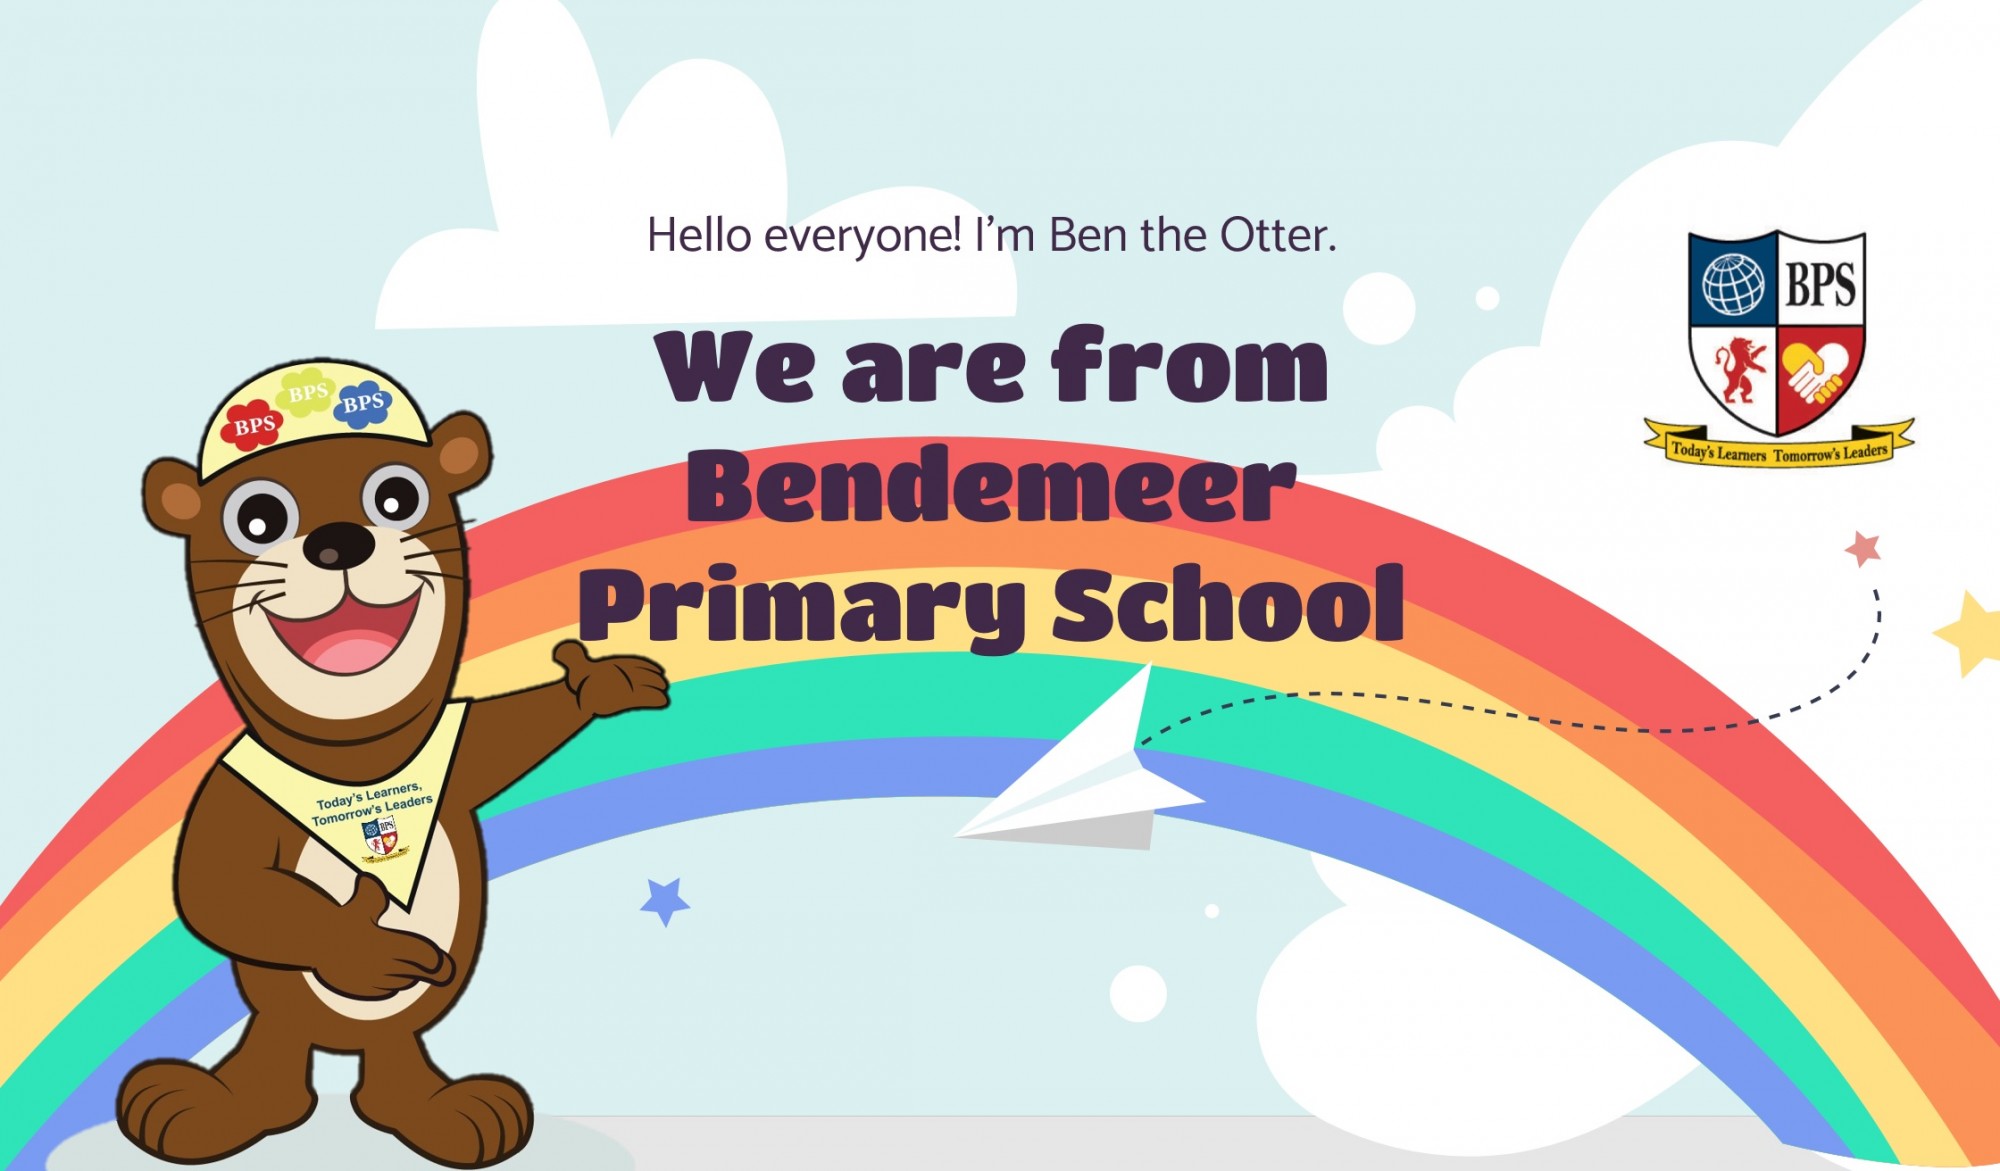 Hello everyone! I'm Ben the Otter.
We are from
Bendemeer
Primary School
BPS
Today's Learners Tomorrow's Leaders
BPS
BPS
BPS
Today's Learners,
Tomorrow's Leaders
BPS